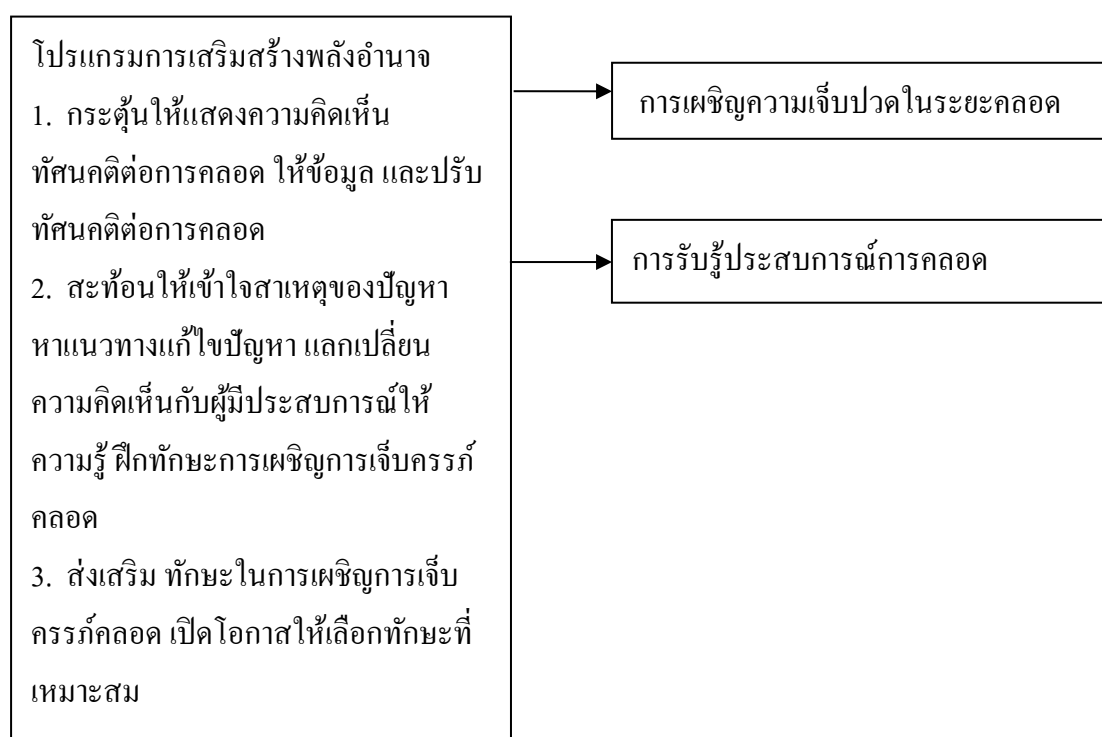 โปรแกรมการเสริมสร้างพลังอำนาจ
1. กระตุ้นให้แสดงความคิดเห็น
ทัศนคติต่อการคลอด ให้ข้อมูล และปรับ
ทัศนคติต่อการคลอด
2. สะท้อนให้เข้าใจสาเหตุของปัญหา
หาแนวทางแก้ไขปัญหา แลกเปลี่ยน
ความคิดเห็นกับผู้มีประสบการณ์ให้
ความรู้ ฝึกทักษะการเผชิญการเจ็บครรภ์
คลอด
3. ส่งเสริม ทักษะในการเผชิญการเจ็บ
ครรภ์คลอด เปิดโอกาสให้เลือกทักษะที่
เหมาะสม
การเผชิญความเจ็บปวดในระยะคลอด
การรับรู้ประสบการณ์การคลอด